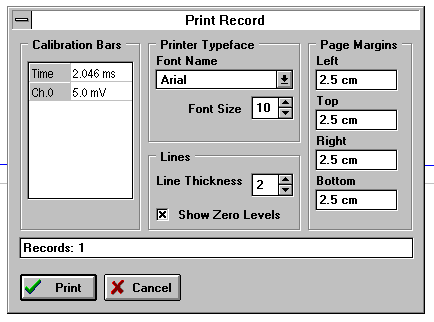 Print Record
Calibration Bars
Time 2.046 ms
Ch.0 5.0 mV
Printer Typeface
Font Name
Arial
Font Size 10
Lines
Line Thickness 2
Show Zero Levels
Page Margins
Left
2.5 cm
Top
2.5 cm
Right
2.5 cm
Bottom
2.5 cm
Records: 1
Print Cancel